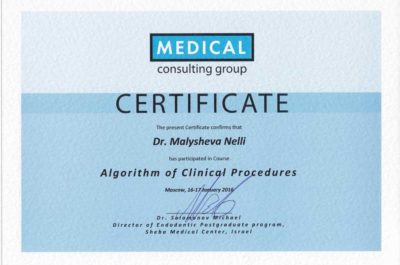 MEDICAL
consulting group
CERTIFICATE
The present Certificate confirms that
Dr. Malysheva Nelli
has participated in Course
Algorithm of Clinical Procedures
Moscow, 16-17 January 2016
Dr. Solomonov Michael
Director of Endodontic Postgraduate program,
Sheba Medical Center, Israel